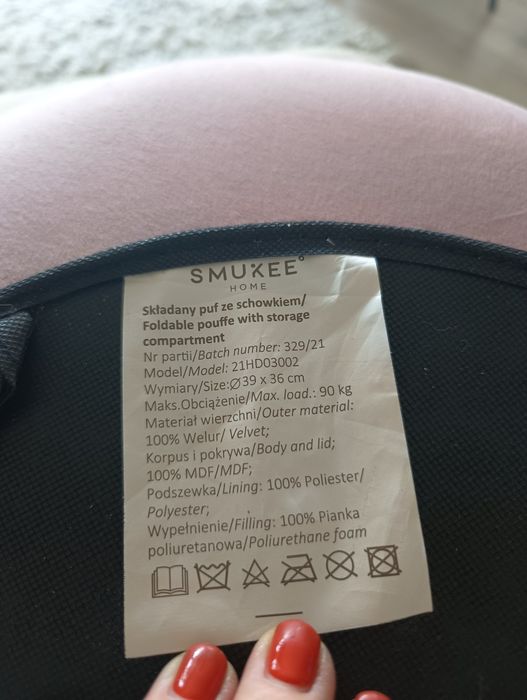 SMUKEE
HOME
Składany puf ze schowkiem/
Foldable pouffe with storage
compartment
Nr partii/Batch number: 329/21
Model/Model: 21HD03002
Wymiary/Size:Ø39 x 36 cm
Maks.Obciążenie/Max. load.: 90 kg
Materiał wierzchni/Outer material:
100% Welur/ Velvet;
Korpus i pokrywa/Body and lid;
100% MDF/MDF;
Podszewka/Lining: 100% Poliester/
Polyester;
Wypełnienie/Filling: 100% Pianka
poliuretanowa/Poliurethane foam